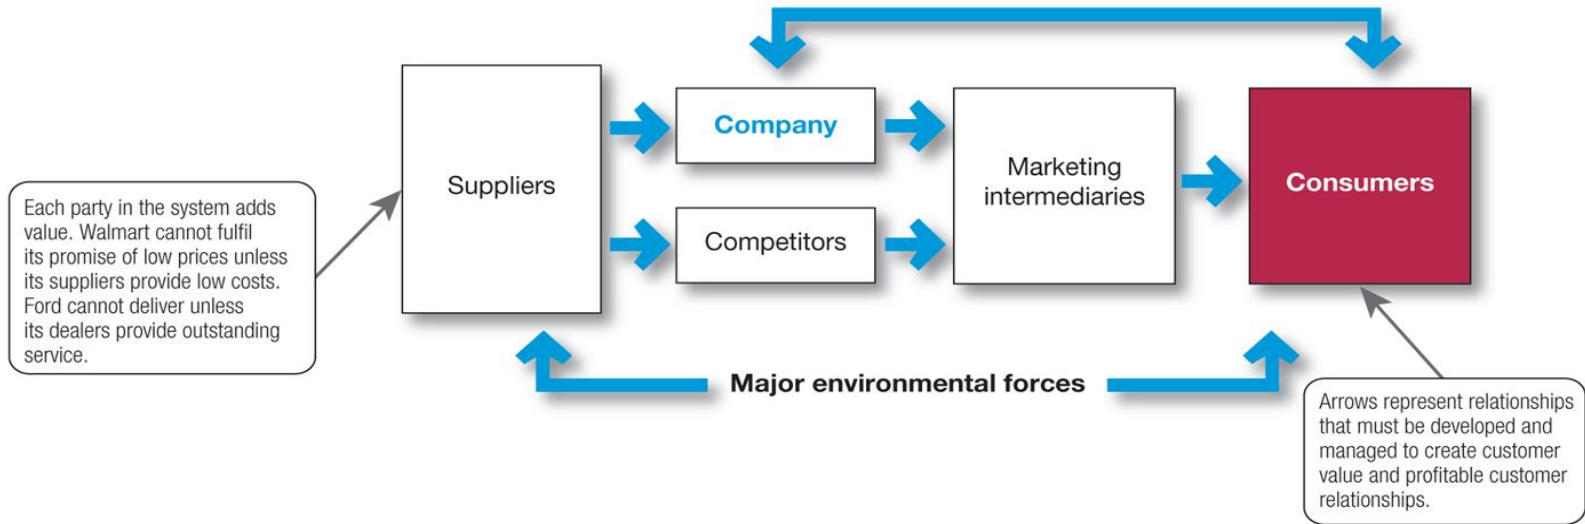 Company
Suppliers
Marketing
intermediaries
Consumers
Competitors
Each party in the system adds
value. Walmart cannot fulfil
its promise of low prices unless
its suppliers provide low costs.
Ford cannot deliver unless
its dealers provide outstanding
service.
Major environmental forces
Arrows represent relationships
that must be developed and
managed to create customer
value and profitable customer
relationships.